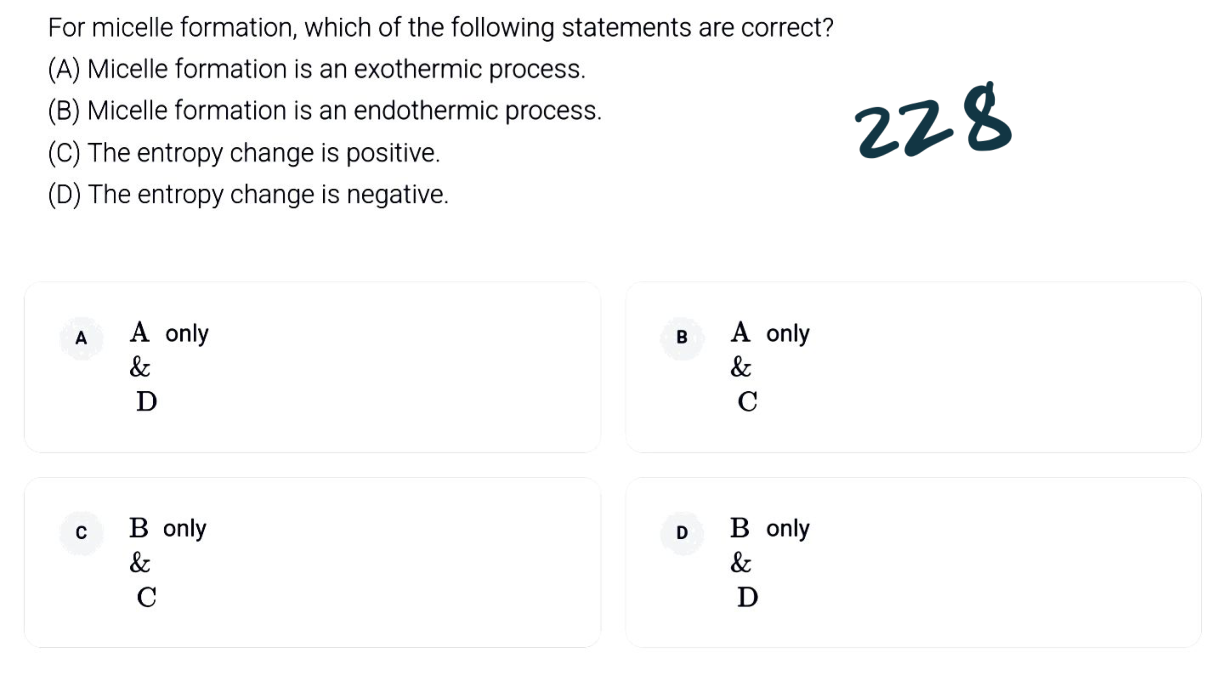 For micelle formation, which of the following statements are correct?
(A) Micelle formation is an exothermic process.
(B) Micelle formation is an endothermic process.
(C) The entropy change is positive.
(D) The entropy change is negative.
228
A A only
&
D
B A only
&
C
C B only
&
C
D B only
&
D